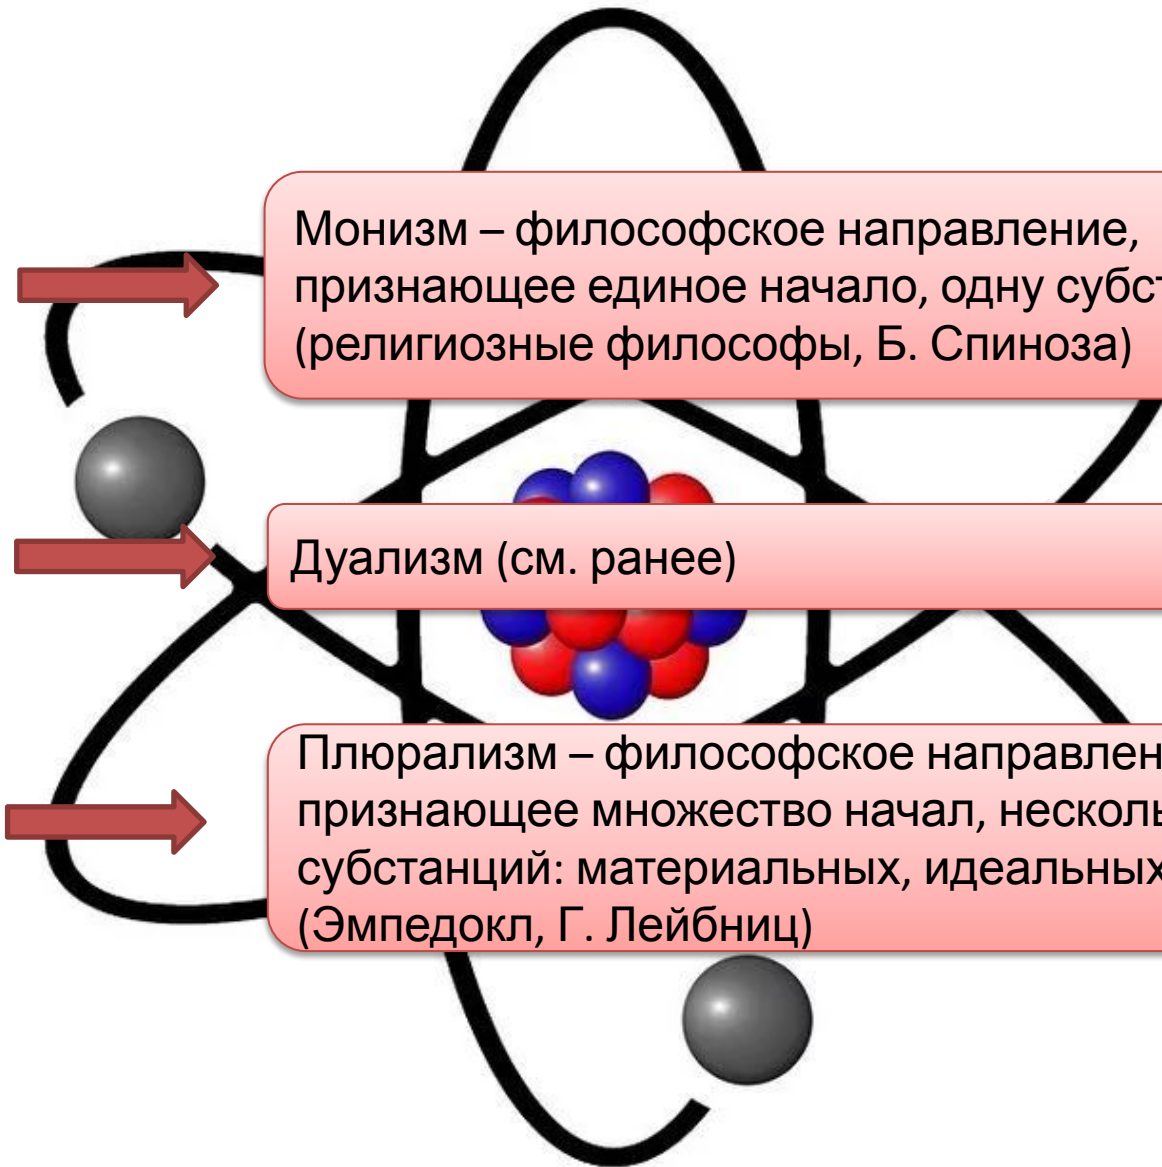 Монизм – философское направление,
признающее единое начало, одну
(религиозные философы, Б. Спиноза)
Дуализм (см. ранее)
Плюрализм – философское
признающее множество начал,
субстанций: материальных, идеальных
(Эмпедокл, Г. Лейбниц)